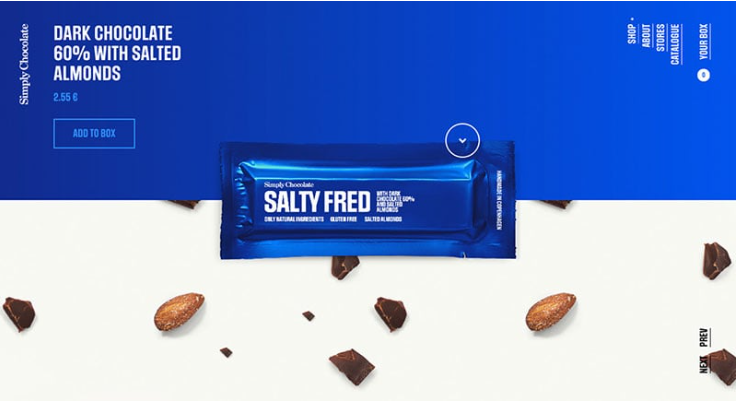 Simply Chocolate
DARK CHOCOLATE
60% WITH SALTED
ALMONDS
2.55 €
ADD TO BOX
SHOP
ABOUT
STORES
CATALOGUE
YOUR BOX
0
Simply Chocolate
SALTY FRED
WITH DARK
CHOCOLATE 60%
AND SALTED
ALMONDS
ONLY NATURAL INGREDIENTS GLUTEN FREE SALTED ALMONDS
HANDMADE IN COPENHAGEN
PREV
NEXT